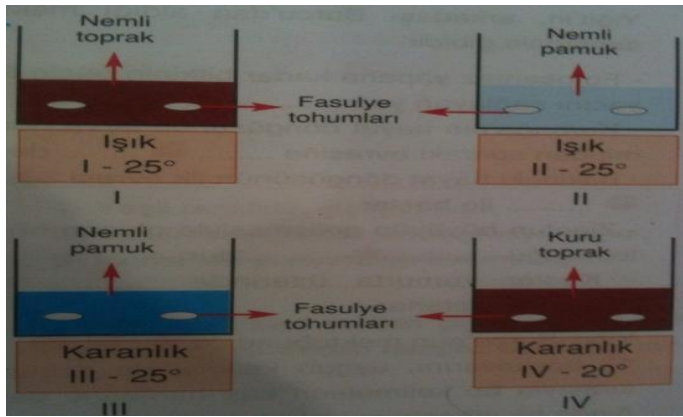 Nemli
toprak
Nemli
pamuk
Fasulye
tohumları
Işık
I - 25°
I
Işık
II - 25°
II
Nemli
pamuk
Kuru
toprak
Fasulye
tohumları
Karanlık
III - 25°
III
Karanlık
IV - 20°
IV